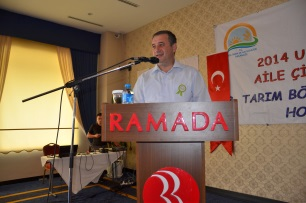 2014 U
AİLE Çİ
TARIM BÖ
HO
RAMADA
R